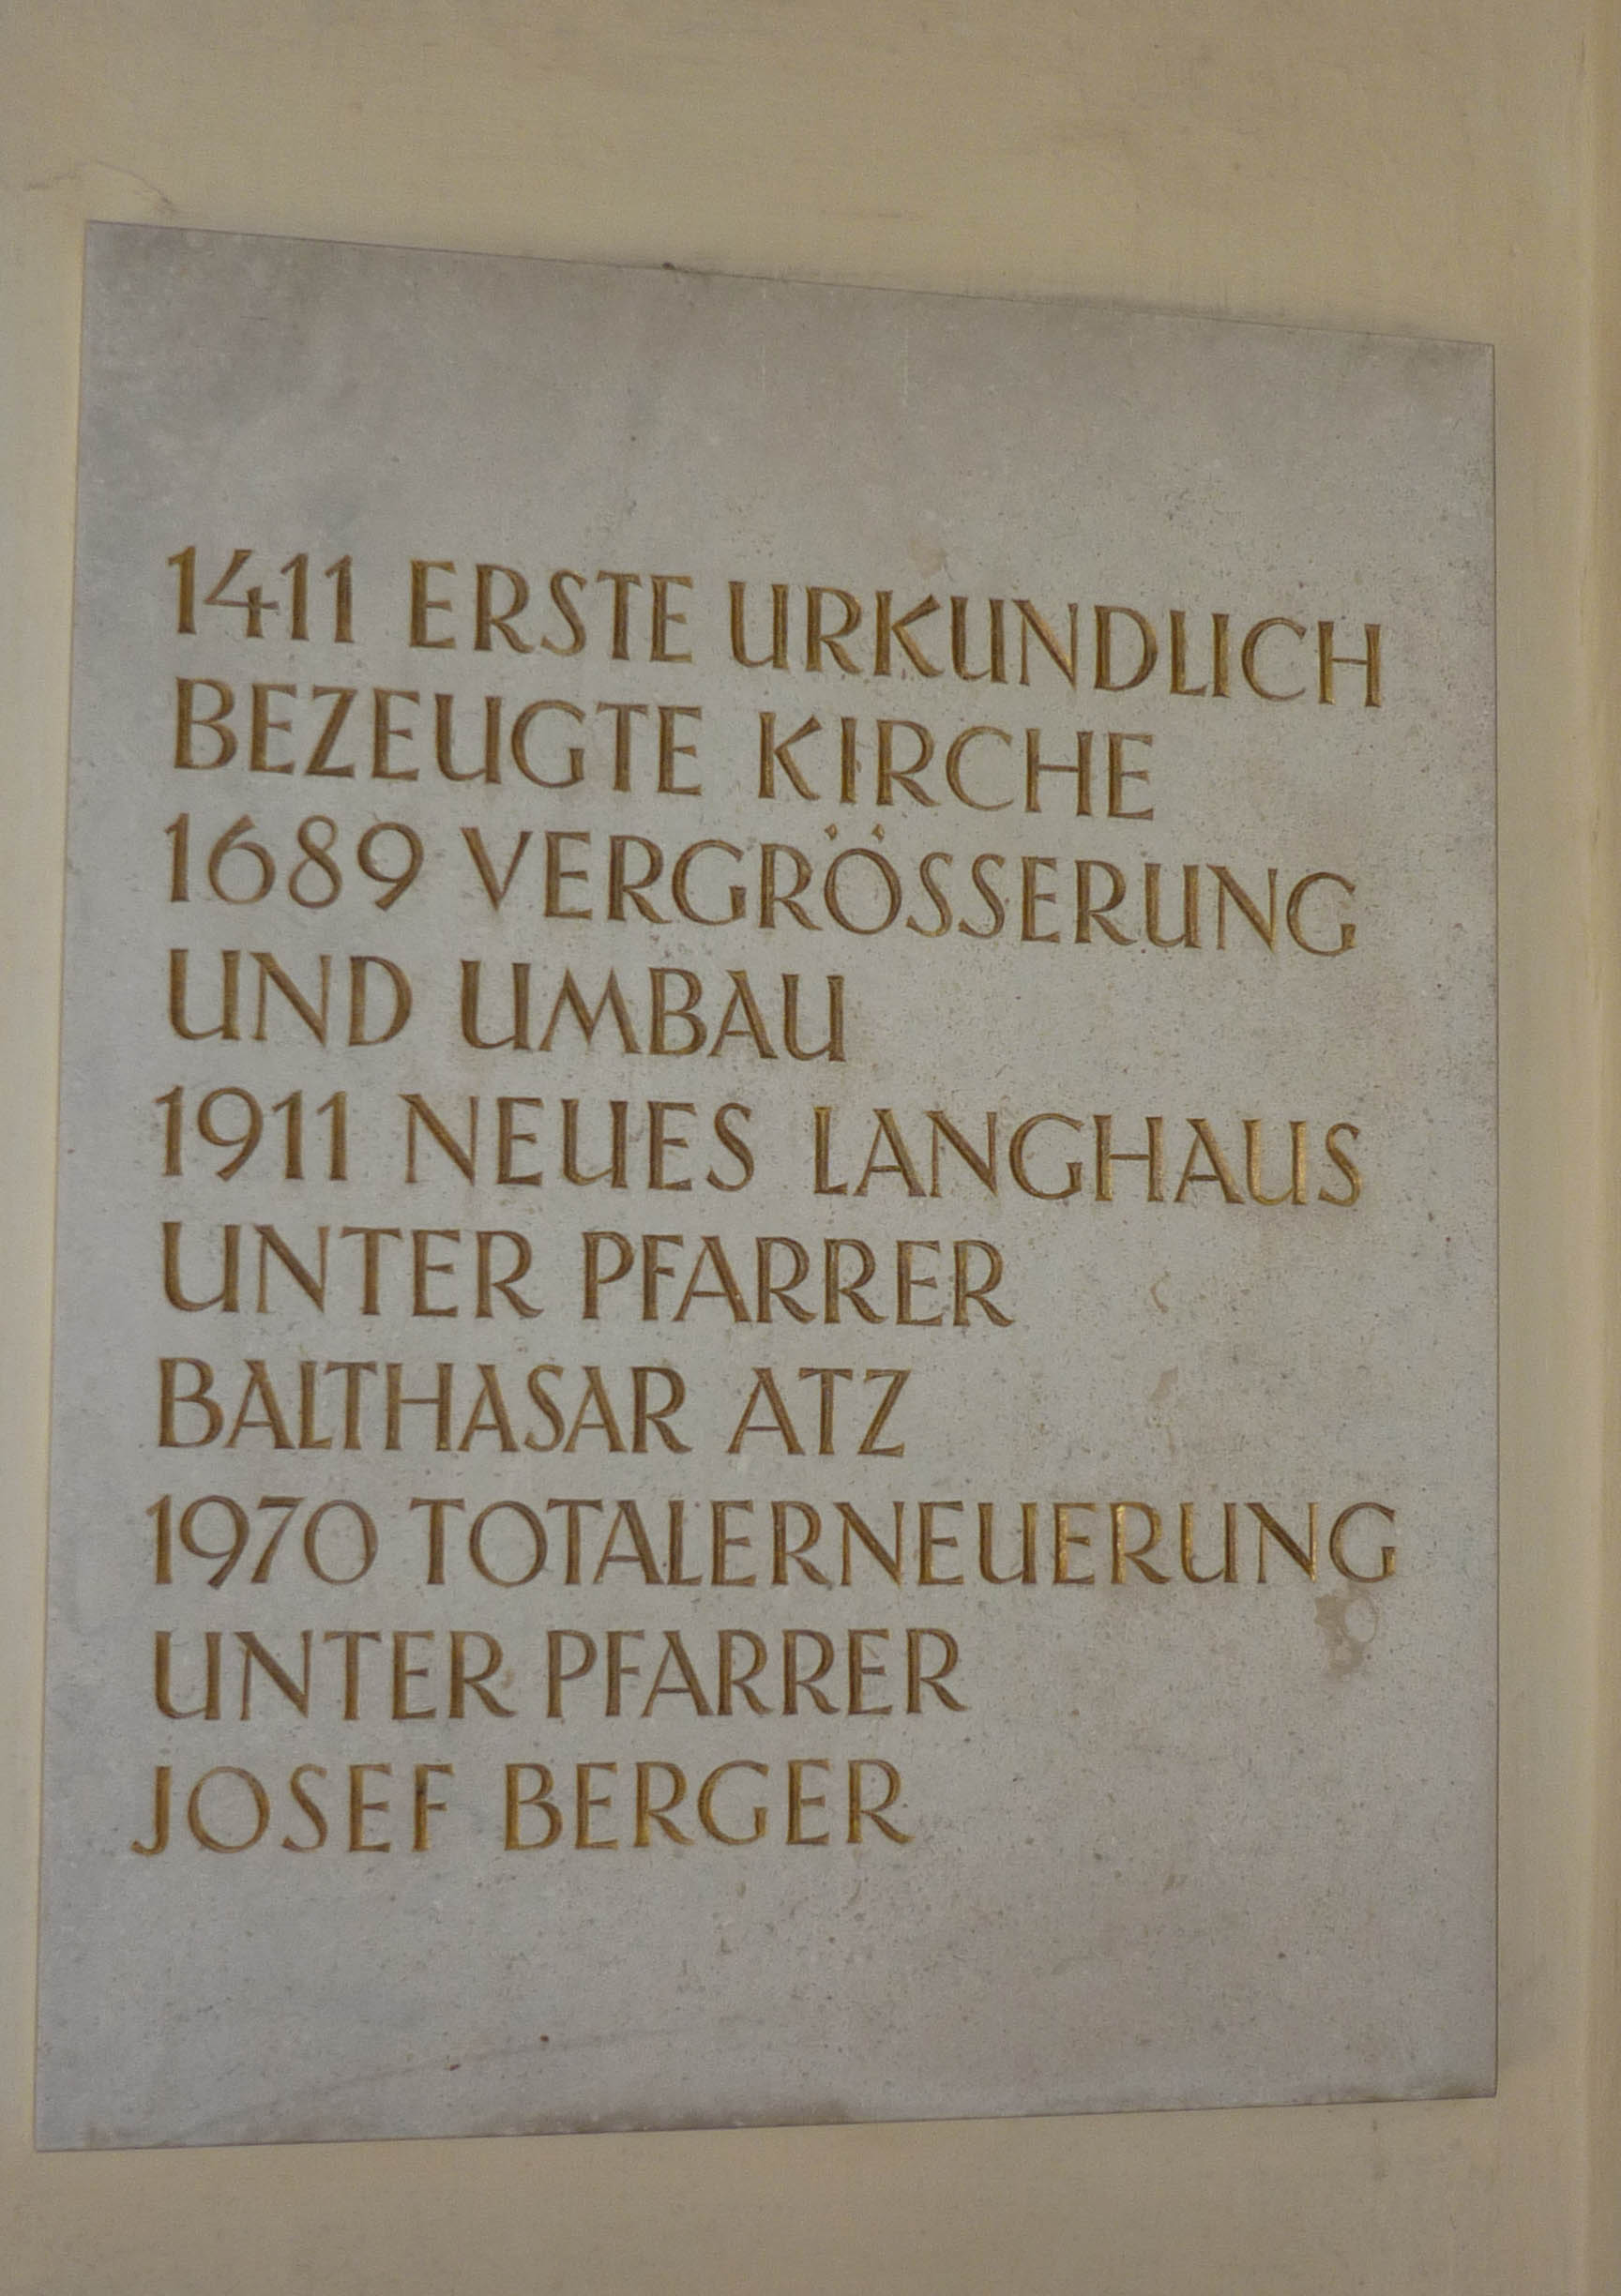 1411 ERSTE URKUNDLICH
BEZEUGTE KIRCHE
1689 VERGRÖSSERUNG
UND UMBAU
1911 NEUES LANGHAUS
UNTER PFARRER
BALTHASAR ATZ
1970 TOTALERNEUERUNG
UNTER PFARRER
JOSEF BERGER